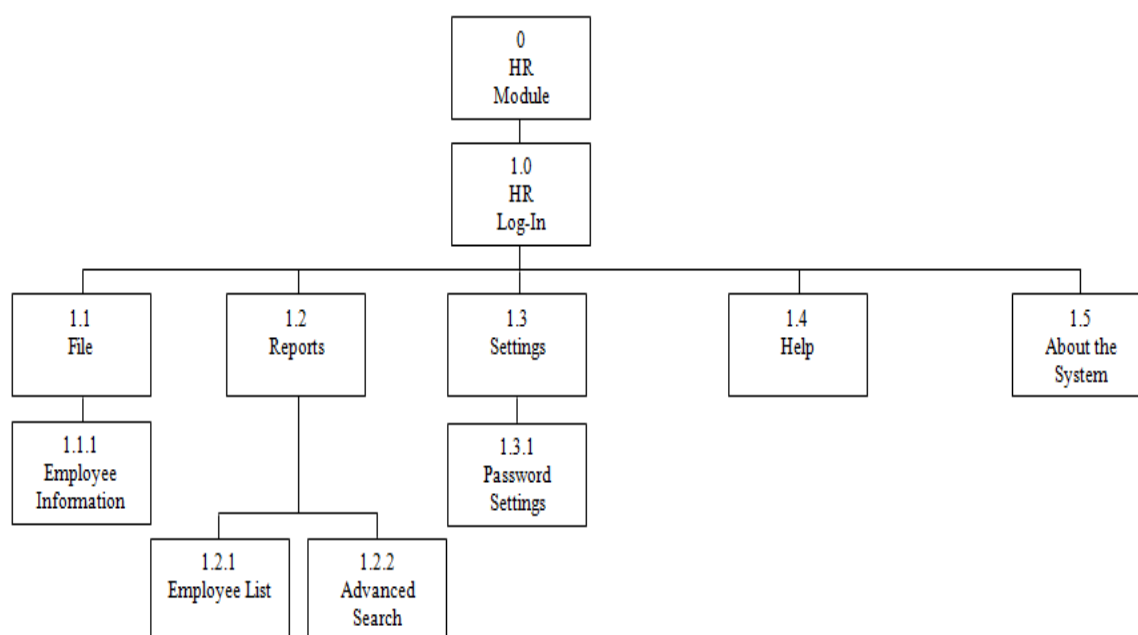 0
HR
Module
1.0
HR
Log-In
1.1
File
1.2
Reports
1.3
Settings
1.4
Help
1.5
About the
System
1.1.1
Employee
Information
1.3.1
Password
Settings
1.2.1
Employee List
1.2.2
Advanced
Search